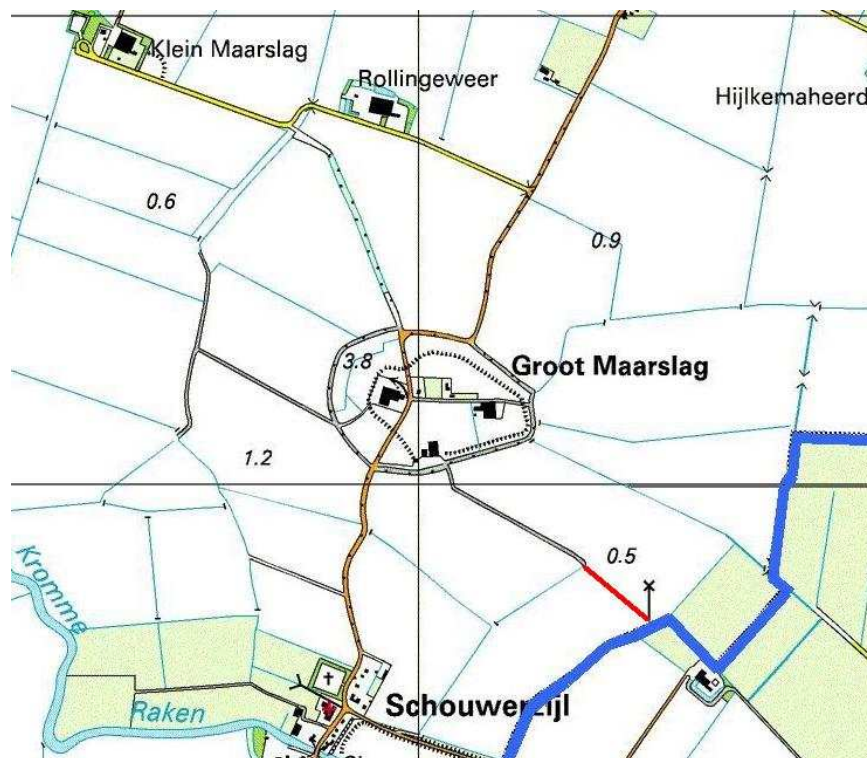 Klein Maarslag
Rollingeweer
Hijlkemaheerd
0.6
0.9
3.8
Groot Maarslag
1.2
0.5
Kromme
Raken
Schouwerzijl